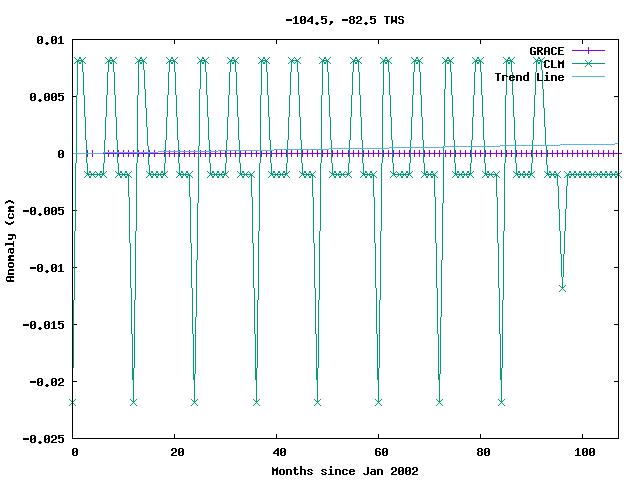 -104.5, -82.5 TWS
GRACE
CLM
Trend Line
0.01
0.005
0
-0.005
-0.01
-0.015
-0.02
-0.025
Anomaly (cm)
0 20 40 60 80 100
Months since Jan 2002